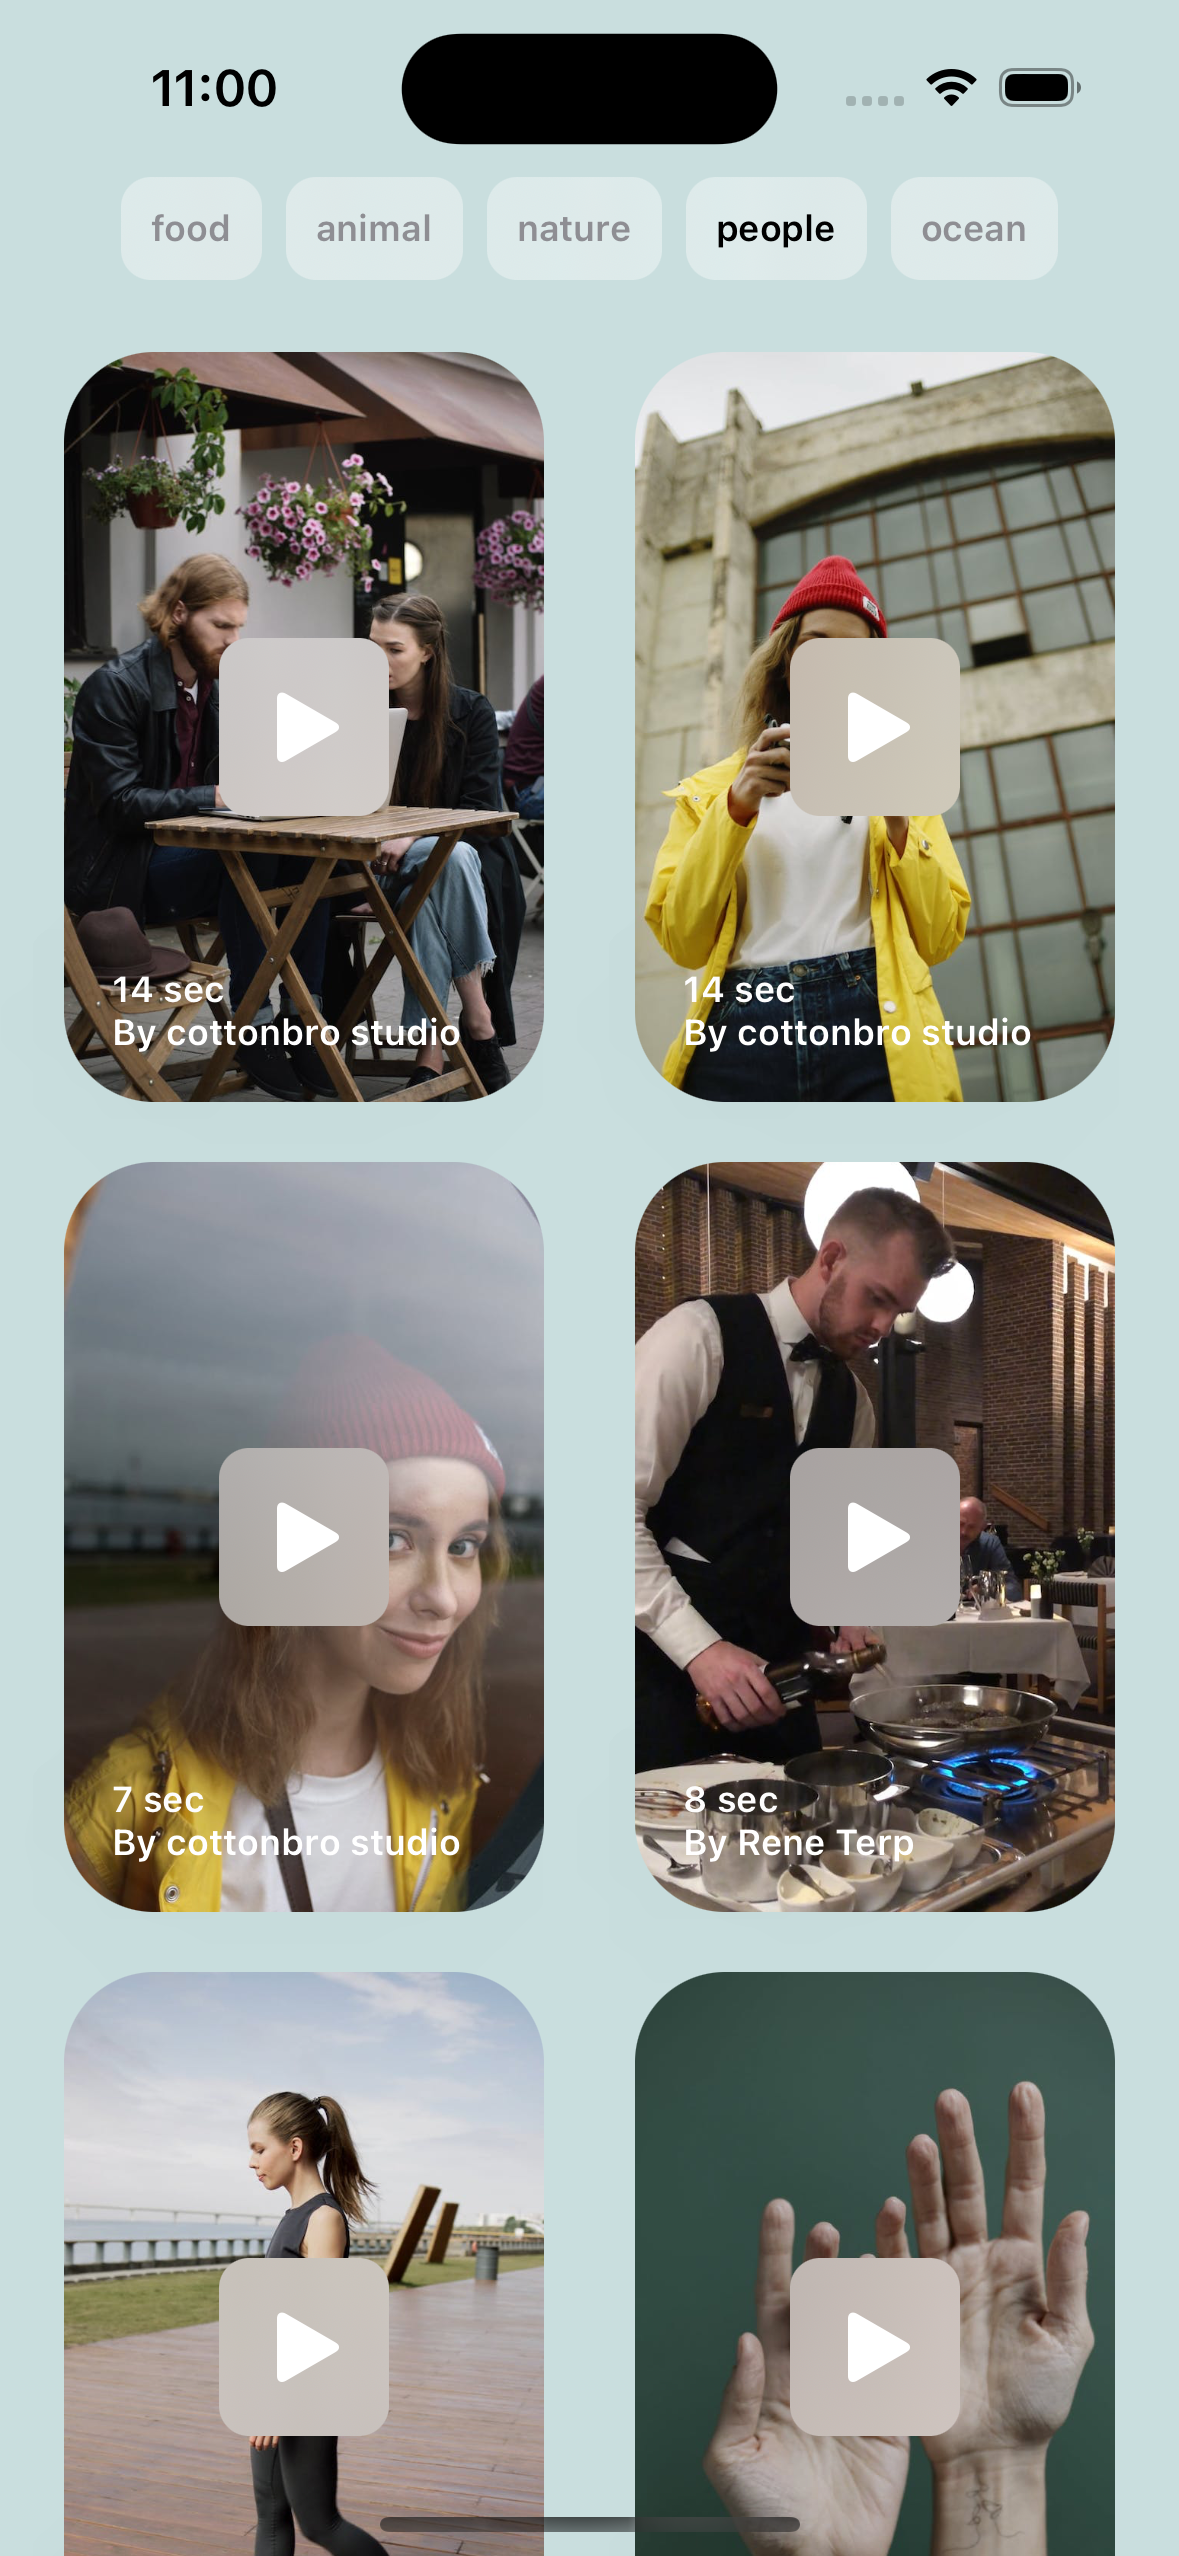 11:00
food
animal
nature
people
ocean
14 sec
By cottonbro studio
14 sec
By cottonbro studio
7 sec
By cottonbro studio
8 sec
By Rene Terp